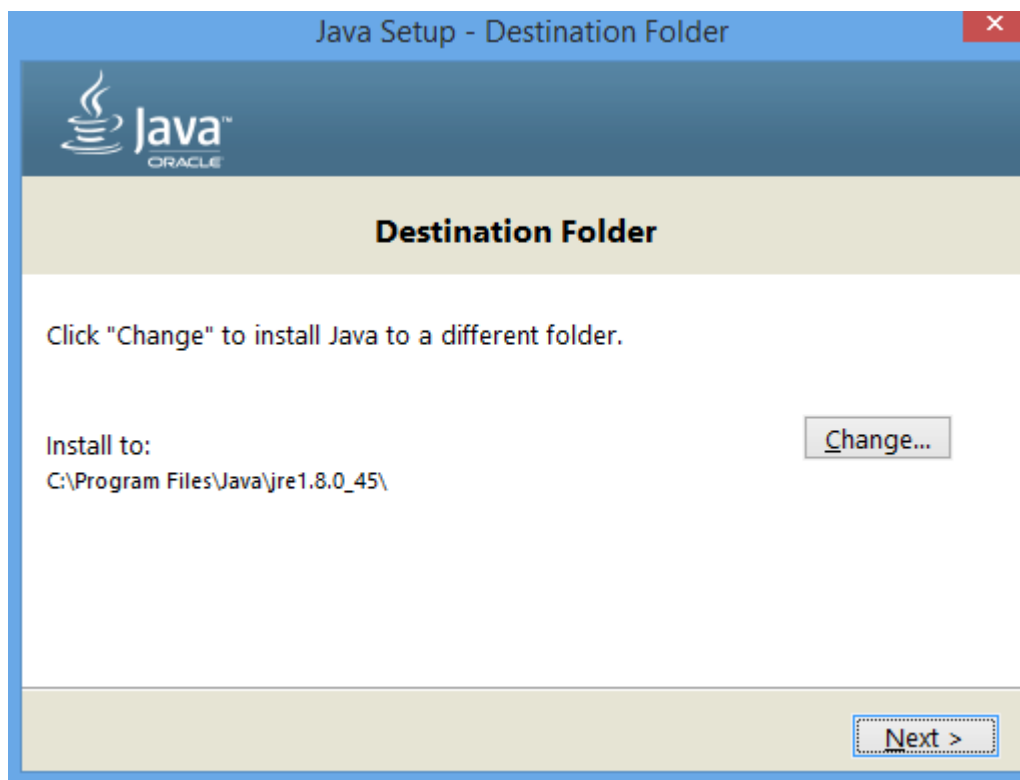 Java Setup - Destination Folder
Java™
ORACLE
Destination Folder
Click "Change" to install Java to a different folder.
Change...
Install to:
C:\Program Files\Java\jre1.8.0_45\
Next >